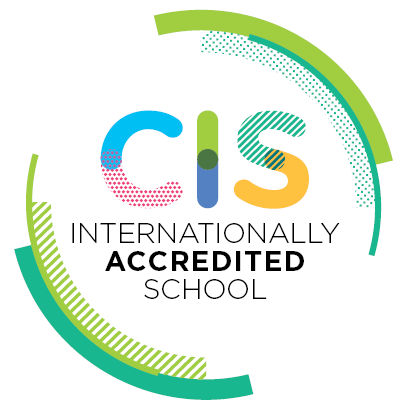 CIS
INTERNATIONALLY
ACCREDITED
SCHOOL